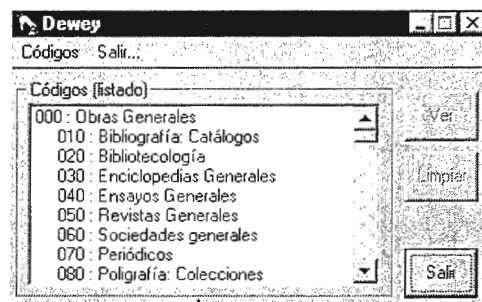 Dewey
Códigos Salir...
Códigos (listado)
000 : Obras Generales
010 : Bibliografía: Catálogos
020 : Bibliotecología
030 : Enciclopedias Generales
040 : Ensayos Generales
050 : Revistas Generales
060 : Sociedades generales
070 : Periódicos
080 : Poligrafía: Colecciones
Ver
Limpiar
Salir